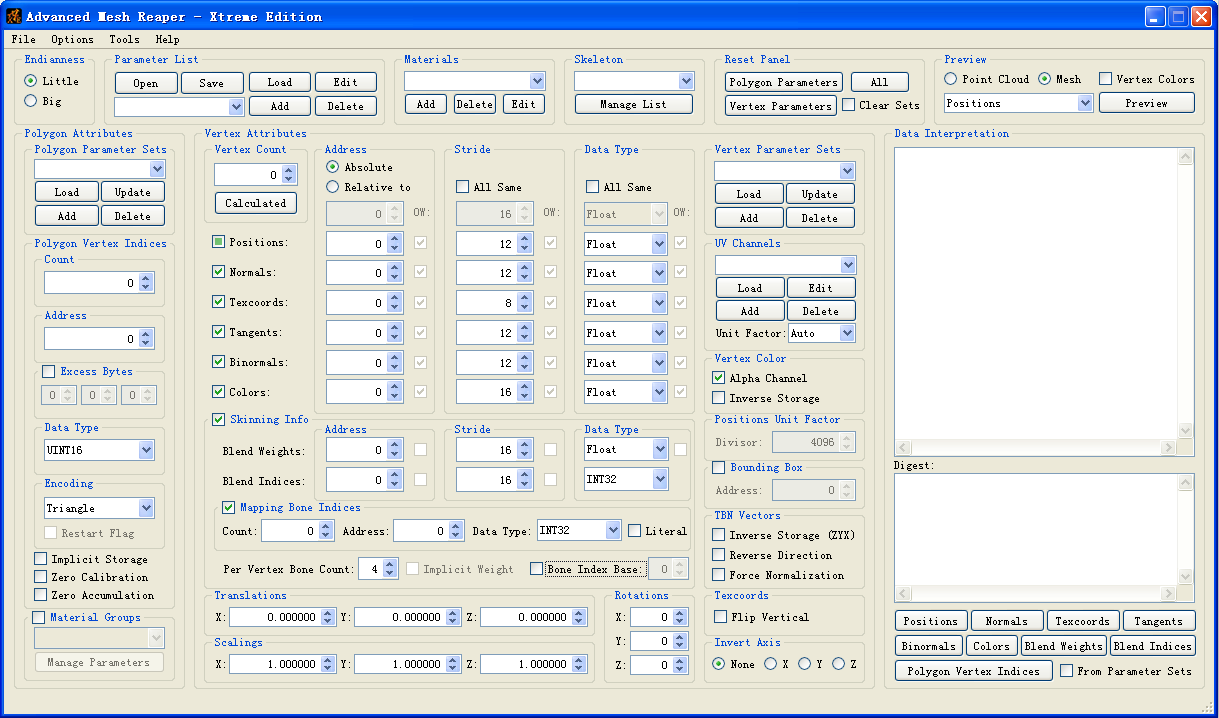 Advanced Mesh Reaper - Xtreme Edition
File Options Tools Help
Endianness
Little
Big
Parameter List
Open Save Load Edit
Add Delete
Materials
Add Delete Edit
Skeleton
Manage List
Reset Panel
Polygon Parameters All
Vertex Parameters Clear Sets
Preview
Point Cloud Mesh Vertex Colors
Positions Preview
Polygon Attributes
Polygon Parameter Sets
Load Update
Add Delete
Polygon Vertex Indices
Count
0
Address
0
Excess Bytes
0 0 0
Data Type
UINT16
Encoding
Triangle
Restart Flag
Implicit Storage
Zero Calibration
Zero Accumulation
Material Groups
Manage Parameters
Vertex Attributes
Vertex Count
0
Calculated
Address
Absolute
Relative to
0 OW:
Stride
All Same
16 OW:
Data Type
All Same
Float OW:
Positions: 0 12 Float
Normals: 0 12 Float
Texcoords: 0 8 Float
Tangents: 0 12 Float
Binormals: 0 12 Float
Colors: 0 16 Float
Skinning Info
Address Stride Data Type
Blend Weights: 0 16 Float
Blend Indices: 0 16 INT32
Mapping Bone Indices
Count: 0 Address: 0 Data Type: INT32 Literal
Per Vertex Bone Count: 4 Implicit Weight Bone Index Base: 0
Translations
X: 0.000000 Y: 0.000000 Z: 0.000000
Scalings
X: 1.000000 Y: 1.000000 Z: 1.000000
Rotations
X: 0
Y: 0
Z: 0
Vertex Parameter Sets
Load Update
Add Delete
UV Channels
Load Edit
Add Delete
Unit Factor: Auto
Vertex Color
Alpha Channel
Inverse Storage
Positions Unit Factor
Divisor: 4096
Bounding Box
Address: 0
TBN Vectors
Inverse Storage (ZYX)
Reverse Direction
Force Normalization
Texcoords
Flip Vertical
Invert Axis
None X Y Z
Data Interpretation
Digest:
Positions Normals Texcoords Tangents
Binormals Colors Blend Weights Blend Indices
Polygon Vertex Indices From Parameter Sets